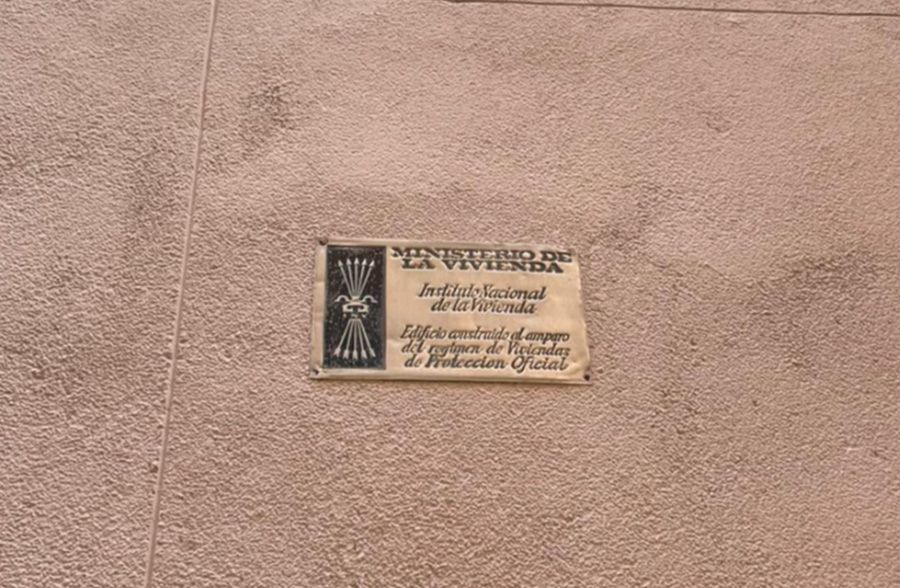 MINISTERIO DE
LA VIVIENDA
Instituto Nacional
de la Vivienda
Edificio construido al amparo
del regimen de Viviendas
de Proteccion Oficial